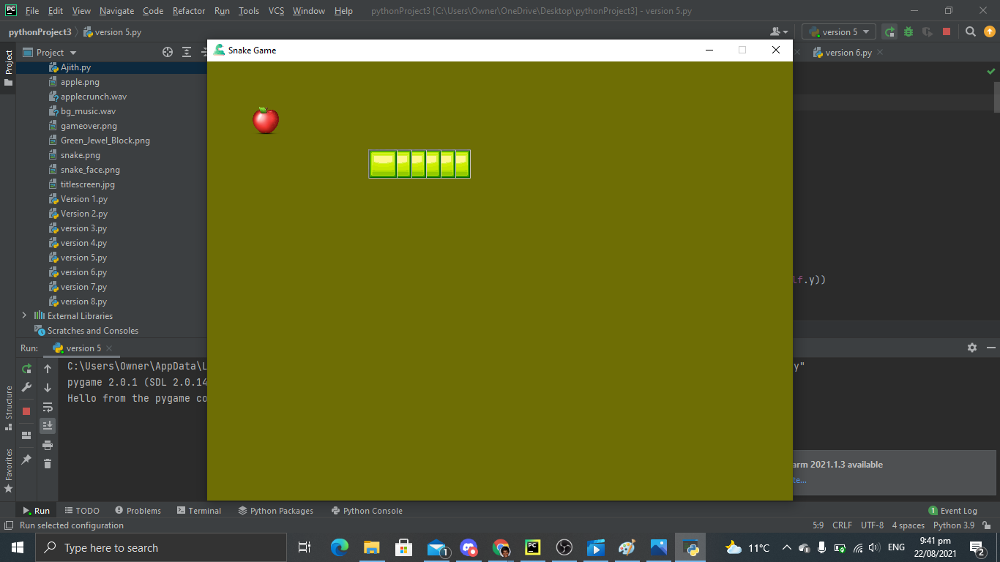 PC File Edit View Navigate Code Refactor Run Tools VCS Window Help pythonProject3 [C:\Users\Owner\OneDrive\Desktop\pythonProject3] - version 5.py
pythonProject3 version 5.py version 5
Project Project version 6.py
Snake Game
Ajith.py
apple.png
applecrunch.wav
bg_music.wav
gameover.png
Green_Jewel_Block.png
snake.png
snake_face.png
titlescreen.jpg
Version 1.py
Version 2.py
version 3.py
version 4.py
version 5.py
version 6.py
version 7.py
version 8.py
lf.y))
External Libraries
Scratches and Consoles
Run: version 5
C:\Users\Owner\AppData\L y"
pygame 2.0.1 (SDL 2.0.14
Hello from the pygame co
Structure
Favorites
arm 2021.1.3 available
te...
Run TODO Problems Terminal Python Packages Python Console 1 Event Log
Run selected configuration 5:9 CRLF UTF-8 4 spaces Python 3.9
Type here to search 1 PC 11°C ENG 9:41 pm 22/08/2021 2